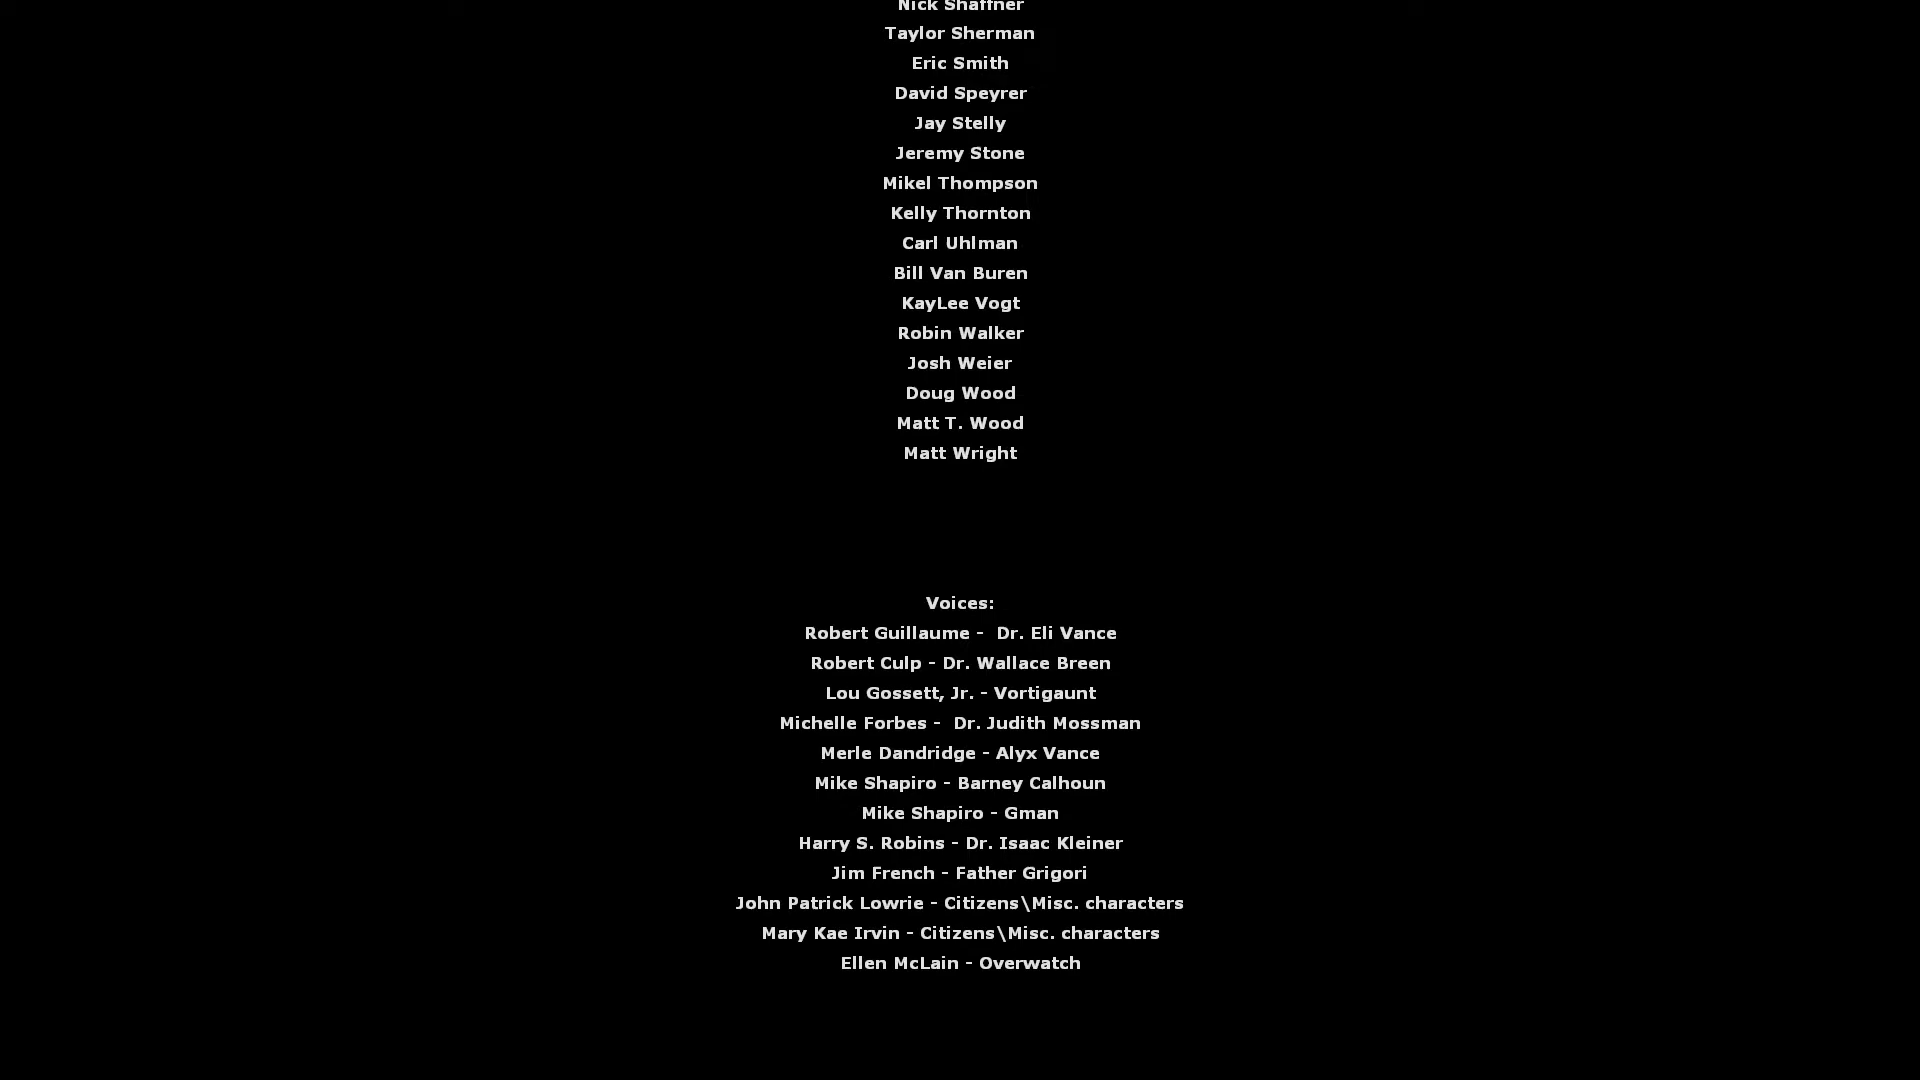 Nick Shaffner
Taylor Sherman
Eric Smith
David Speyrer
Jay Stelly
Jeremy Stone
Mikel Thompson
Kelly Thornton
Carl Uhlman
Bill Van Buren
KayLee Vogt
Robin Walker
Josh Weier
Doug Wood
Matt T. Wood
Matt Wright
Voices:
Robert Guillaume -  Dr. Eli Vance
Robert Culp - Dr. Wallace Breen
Lou Gossett, Jr. - Vortigaunt
Michelle Forbes -  Dr. Judith Mossman
Merle Dandridge - Alyx Vance
Mike Shapiro - Barney Calhoun
Mike Shapiro - Gman
Harry S. Robins - Dr. Isaac Kleiner
Jim French - Father Grigori
John Patrick Lowrie - Citizens\Misc. characters
Mary Kae Irvin - Citizens\Misc. characters
Ellen McLain - Overwatch